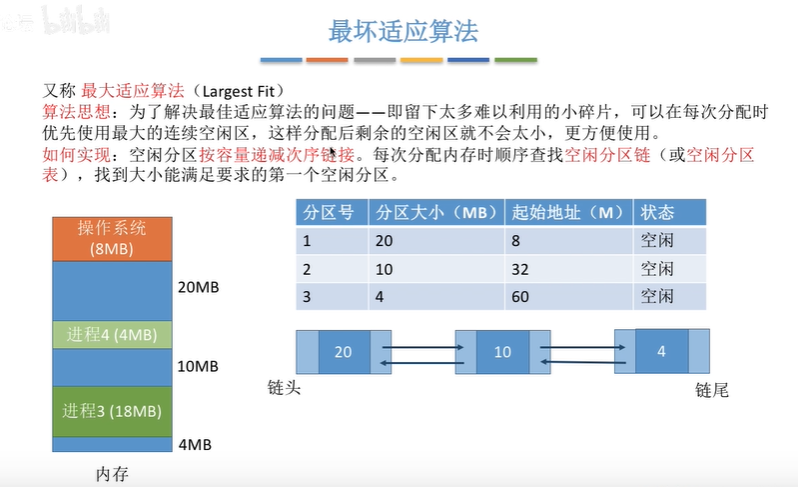 bilibili
最坏适应算法
又称 最大适应算法（Largest Fit）
算法思想：为了解决最佳适应算法的问题——即留下太多难以利用的小碎片，可以在每次分配时
优先使用最大的连续空闲区，这样分配后剩余的空闲区就不会太小，更方便使用。
如何实现：空闲分区按容量递减次序链接。每次分配内存时顺序查找空闲分区链（或空闲分区
表），找到大小能满足要求的第一个空闲分区。
分区号 分区大小（MB） 起始地址（M） 状态
1 20 8 空闲
2 10 32 空闲
3 4 60 空闲
操作系统
(8MB)
20MB
进程4 (4MB)
10MB
进程3 (18MB)
4MB
内存
20 10 4
链头
链尾